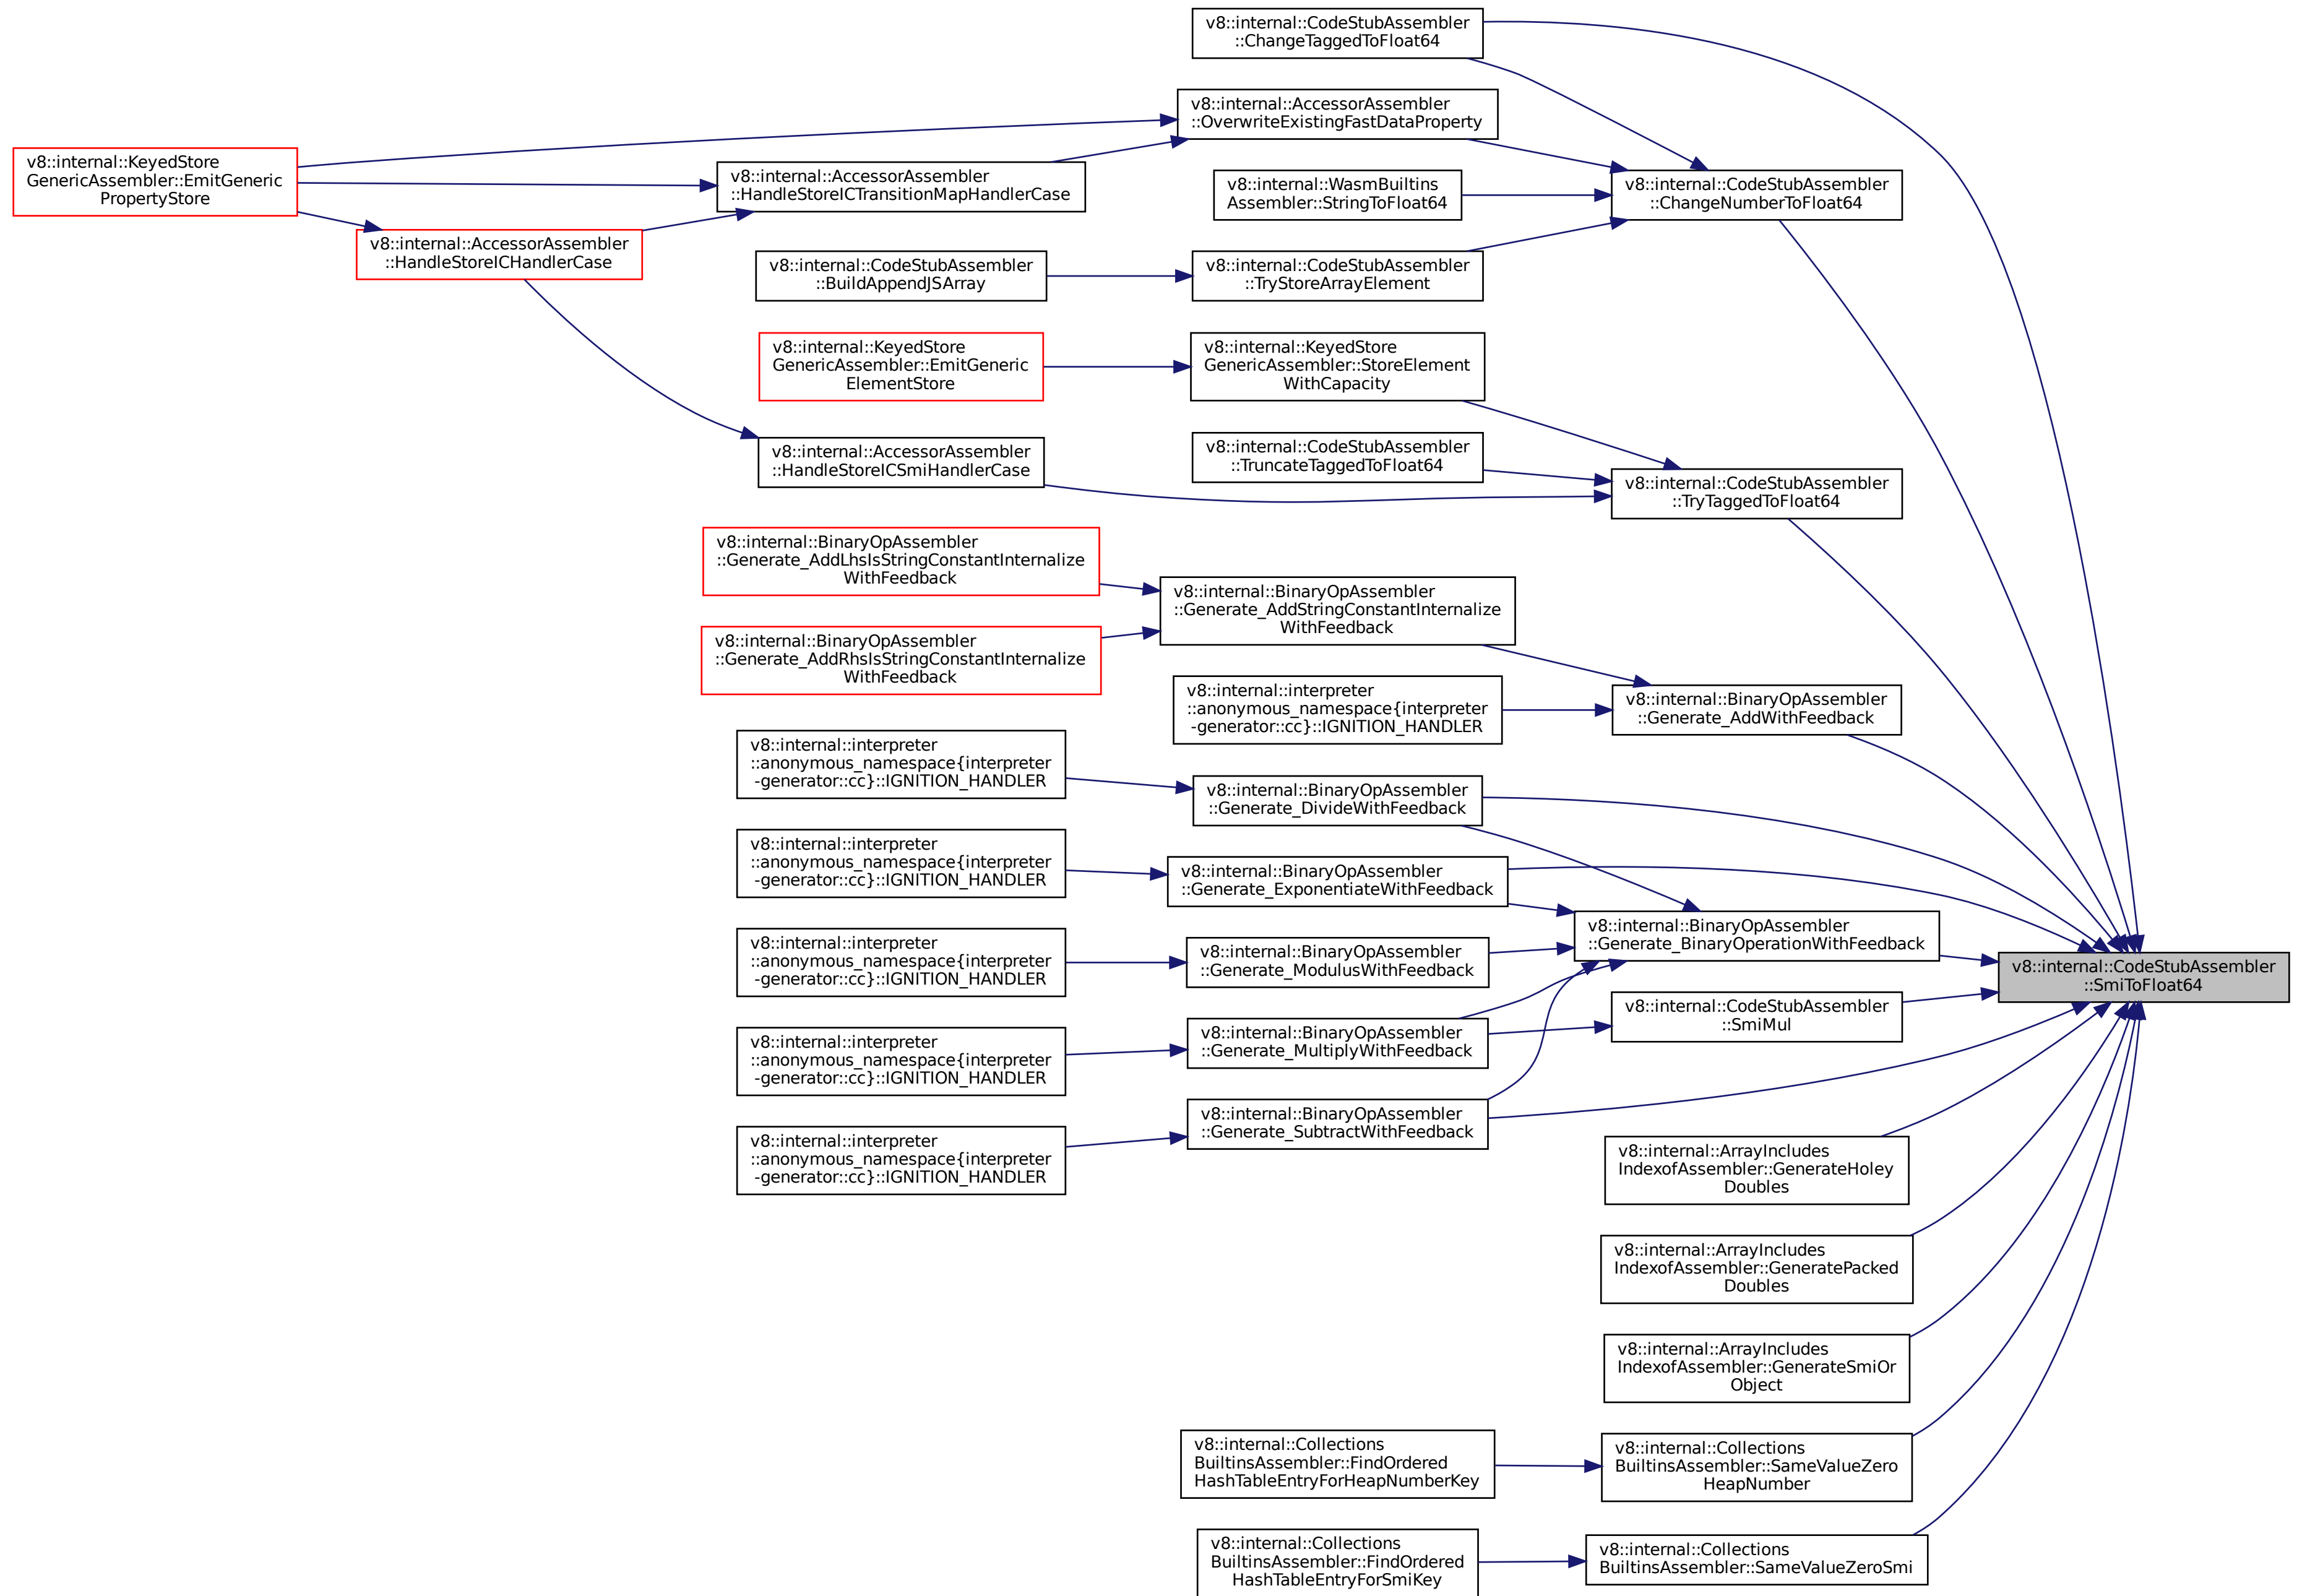 v8::internal::CodeStubAssembler
::ChangeTaggedToFloat64
v8::internal::AccessorAssembler
::OverwriteExistingFastDataProperty
v8::internal::KeyedStore
GenericAssembler::EmitGeneric
PropertyStore
v8::internal::AccessorAssembler
::HandleStoreICTransitionMapHandlerCase
v8::internal::WasmBuiltins
Assembler::StringToFloat64
v8::internal::CodeStubAssembler
::ChangeNumberToFloat64
v8::internal::AccessorAssembler
::HandleStoreICHandlerCase
v8::internal::CodeStubAssembler
::BuildAppendJSArray
v8::internal::CodeStubAssembler
::TryStoreArrayElement
v8::internal::KeyedStore
GenericAssembler::EmitGeneric
ElementStore
v8::internal::KeyedStore
GenericAssembler::StoreElement
WithCapacity
v8::internal::AccessorAssembler
::HandleStoreICSmiHandlerCase
v8::internal::CodeStubAssembler
::TruncateTaggedToFloat64
v8::internal::CodeStubAssembler
::TryTaggedToFloat64
v8::internal::BinaryOpAssembler
::Generate_AddLhsIsStringConstantInternalize
WithFeedback
v8::internal::BinaryOpAssembler
::Generate_AddStringConstantInternalize
WithFeedback
v8::internal::BinaryOpAssembler
::Generate_AddRhsIsStringConstantInternalize
WithFeedback
v8::internal::interpreter
::anonymous_namespace{interpreter
-generator::cc}::IGNITION_HANDLER
v8::internal::BinaryOpAssembler
::Generate_AddWithFeedback
v8::internal::interpreter
::anonymous_namespace{interpreter
-generator::cc}::IGNITION_HANDLER
v8::internal::BinaryOpAssembler
::Generate_DivideWithFeedback
v8::internal::interpreter
::anonymous_namespace{interpreter
-generator::cc}::IGNITION_HANDLER
v8::internal::BinaryOpAssembler
::Generate_ExponentiateWithFeedback
v8::internal::BinaryOpAssembler
::Generate_BinaryOperationWithFeedback
v8::internal::interpreter
::anonymous_namespace{interpreter
-generator::cc}::IGNITION_HANDLER
v8::internal::BinaryOpAssembler
::Generate_ModulusWithFeedback
v8::internal::CodeStubAssembler
::SmiToFloat64
v8::internal::interpreter
::anonymous_namespace{interpreter
-generator::cc}::IGNITION_HANDLER
v8::internal::BinaryOpAssembler
::Generate_MultiplyWithFeedback
v8::internal::CodeStubAssembler
::SmiMul
v8::internal::interpreter
::anonymous_namespace{interpreter
-generator::cc}::IGNITION_HANDLER
v8::internal::BinaryOpAssembler
::Generate_SubtractWithFeedback
v8::internal::ArrayIncludes
IndexofAssembler::GenerateHoley
Doubles
v8::internal::ArrayIncludes
IndexofAssembler::GeneratePacked
Doubles
v8::internal::ArrayIncludes
IndexofAssembler::GenerateSmiOr
Object
v8::internal::Collections
BuiltinsAssembler::FindOrdered
HashTableEntryForHeapNumberKey
v8::internal::Collections
BuiltinsAssembler::SameValueZero
HeapNumber
v8::internal::Collections
BuiltinsAssembler::FindOrdered
HashTableEntryForSmiKey
v8::internal::Collections
BuiltinsAssembler::SameValueZeroSmi